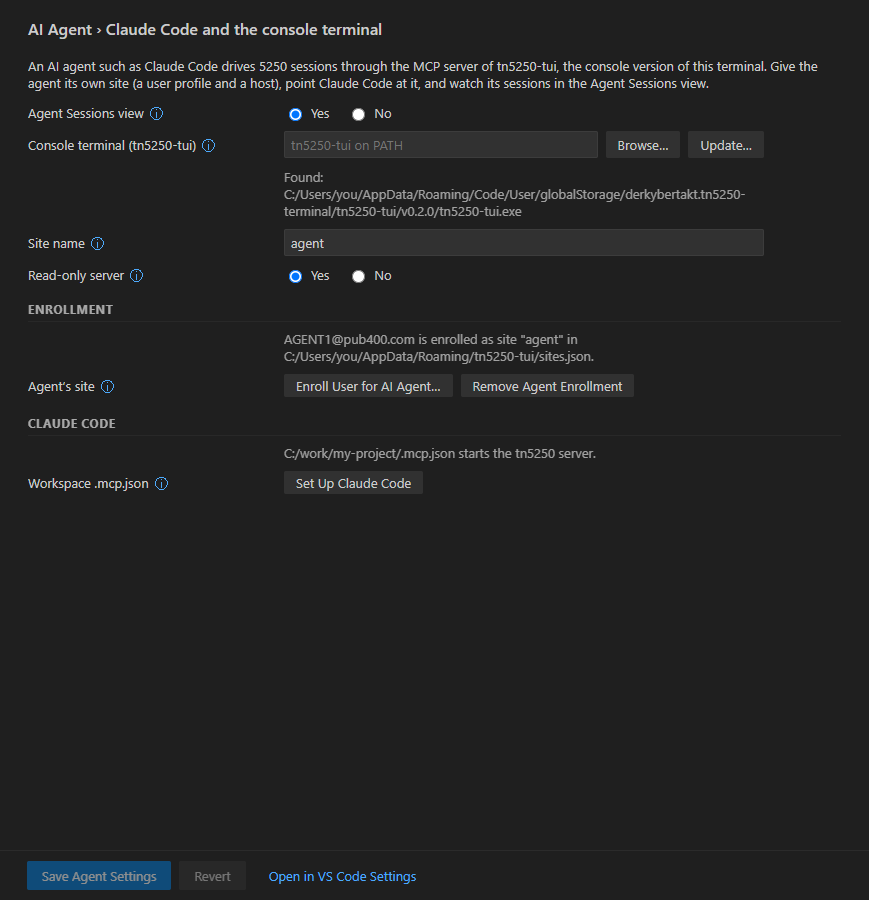 AI Agent › Claude Code and the console terminal
An AI agent such as Claude Code drives 5250 sessions through the MCP server of tn5250-tui, the console version of this terminal. Give the
agent its own site (a user profile and a host), point Claude Code at it, and watch its sessions in the Agent Sessions view.
Agent Sessions view Yes No
Console terminal (tn5250-tui) tn5250-tui on PATH Browse... Update...
Found:
C:/Users/you/AppData/Roaming/Code/User/globalStorage/derkybertakt.tn5250-
terminal/tn5250-tui/v0.2.0/tn5250-tui.exe
Site name agent
Read-only server Yes No
ENROLLMENT
AGENT1@pub400.com is enrolled as site "agent" in
C:/Users/you/AppData/Roaming/tn5250-tui/sites.json.
Agent's site Enroll User for AI Agent... Remove Agent Enrollment
CLAUDE CODE
C:/work/my-project/.mcp.json starts the tn5250 server.
Workspace .mcp.json Set Up Claude Code
Save Agent Settings Revert Open in VS Code Settings